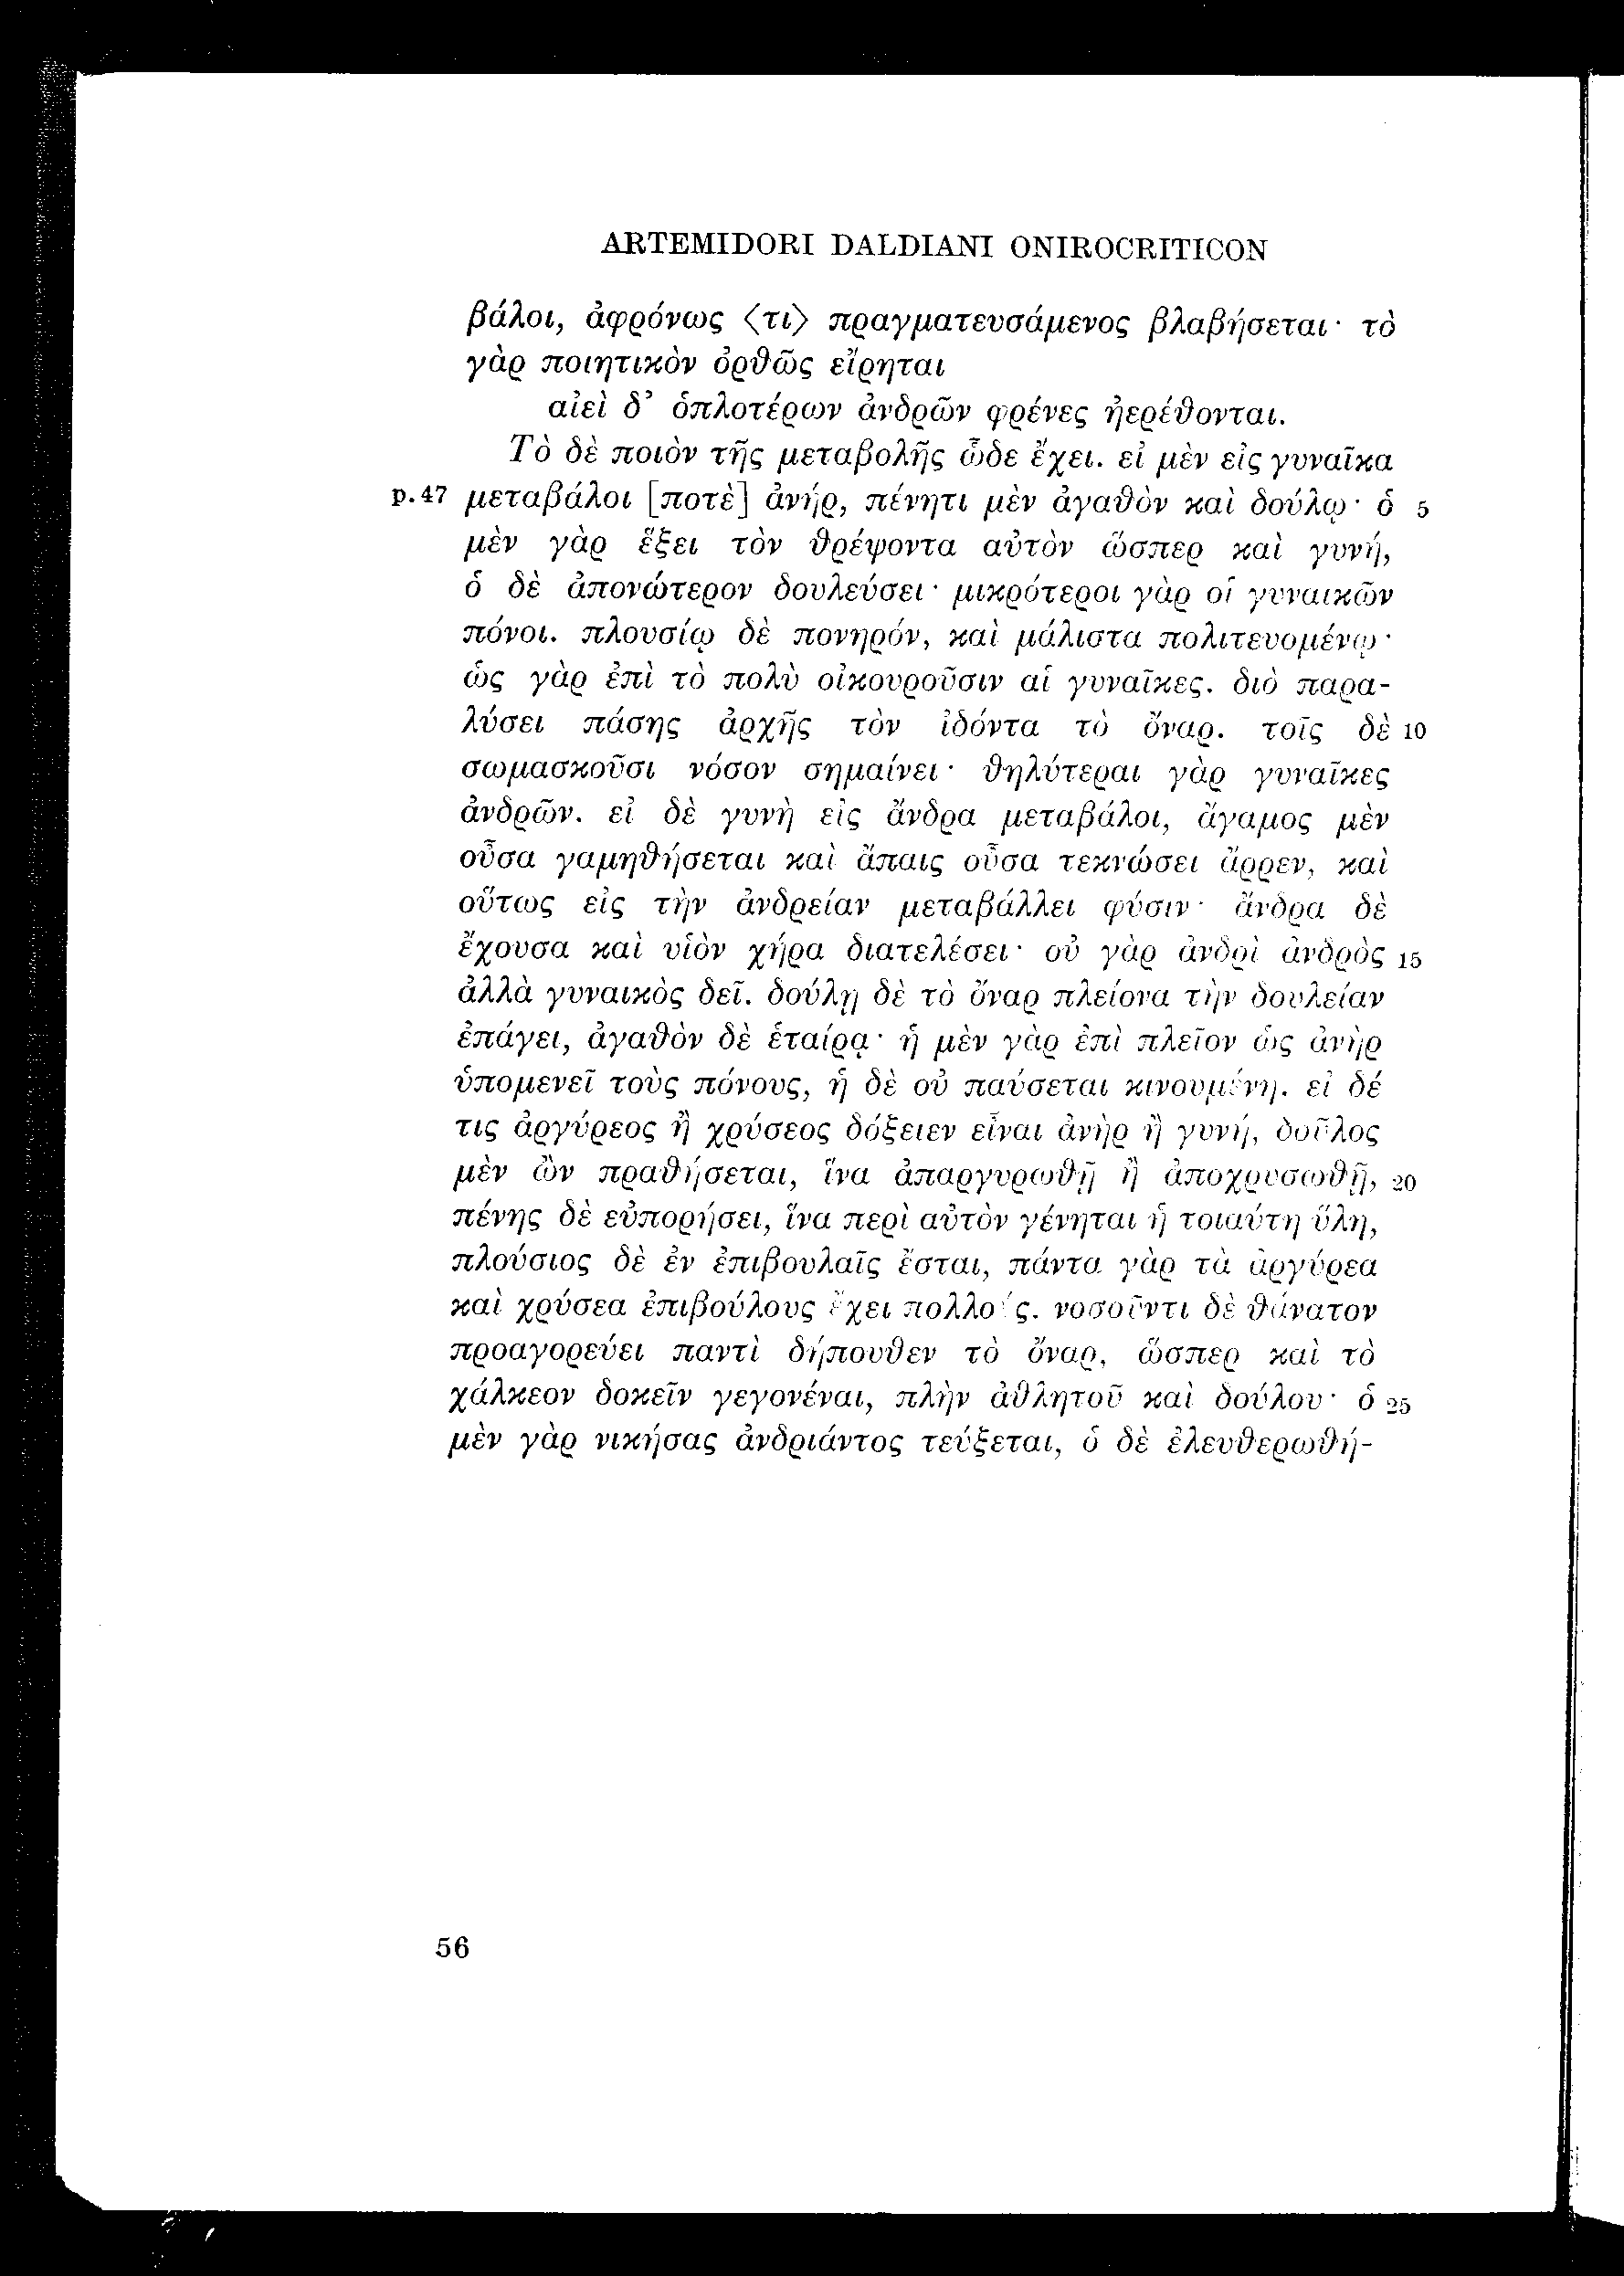 ARTEMIDORI DALDIANI ONIROCRITICON
βάλοι, ἀφρόνως ⟨τι⟩ πραγματευσάμενος βλαβήσεται· τὸ
γὰρ ποιητικὸν ὀρθῶς εἴρηται
αἰεὶ δ’ ὁπλοτέρων ἀνδρῶν φρένες ἠερέθονται.
Τὸ δὲ ποιὸν τῆς μεταβολῆς ὧδε ἔχει. εἰ μὲν εἰς γυναῖκα
p.47 μεταβάλοι [ποτὲ] ἀνήρ, πένητι μὲν ἀγαθὸν καὶ δούλῳ· ὁ 5
μὲν γὰρ ἕξει τὸν θρέψοντα αὐτὸν ὥσπερ καὶ γυνή,
ὁ δὲ ἀπονώτερον δουλεύσει· μικρότεροι γὰρ οἱ γυναικῶν
πόνοι. πλουσίῳ δὲ πονηρόν, καὶ μάλιστα πολιτευομένῳ·
ὡς γὰρ ἐπὶ τὸ πολὺ οἰκουροῦσιν αἱ γυναῖκες. διὸ παρα-
λύσει πάσης ἀρχῆς τὸν ἰδόντα τὸ ὄναρ. τοῖς δὲ 10
σωμασκοῦσι νόσον σημαίνει· θηλύτεραι γὰρ γυναῖκες
ἀνδρῶν. εἰ δὲ γυνὴ εἰς ἄνδρα μεταβάλοι, ἄγαμος μὲν
οὖσα γαμηθήσεται καὶ ἄπαις οὖσα τεκνώσει ἄρρεν, καὶ
οὕτως εἰς τὴν ἀνδρείαν μεταβάλλει φύσιν· ἄνδρα δὲ
ἔχουσα καὶ υἱὸν χήρα διατελέσει· οὐ γὰρ ἀνδρὶ ἀνδρὸς 15
ἀλλὰ γυναικὸς δεῖ. δούλῃ δὲ τὸ ὄναρ πλείονα τὴν δουλείαν
ἐπάγει, ἀγαθὸν δὲ ἑταίρᾳ· ἡ μὲν γὰρ ἐπὶ πλεῖον ὡς ἀνὴρ
ὑπομενεῖ τοὺς πόνους, ἡ δὲ οὐ παύσεται κινουμένη. εἰ δέ
τις ἀργύρεος ἢ χρύσεος δόξειεν εἶναι ἀνὴρ ἢ γυνή, δοῦλος
μὲν ὢν πραθήσεται, ἵνα ἀπαργυρωθῇ ἢ ἀποχρυσωθῇ, 20
πένης δὲ εὐπορήσει, ἵνα περὶ αὐτὸν γένηται ἡ τοιαύτη ὕλη,
πλούσιος δὲ ἐν ἐπιβουλαῖς ἔσται, πάντα γὰρ τὰ ἀργύρεα
καὶ χρύσεα ἐπιβούλους ἔχει πολλούς. νοσοῦντι δὲ θάνατον
προαγορεύει παντὶ δήπουθεν τὸ ὄναρ, ὥσπερ καὶ τὸ
χάλκεον δοκεῖν γεγονέναι, πλὴν ἀθλητοῦ καὶ δούλου· ὁ 25
μὲν γὰρ νικήσας ἀνδριάντος τεύξεται, ὁ δὲ ἐλευθερωθή-
56